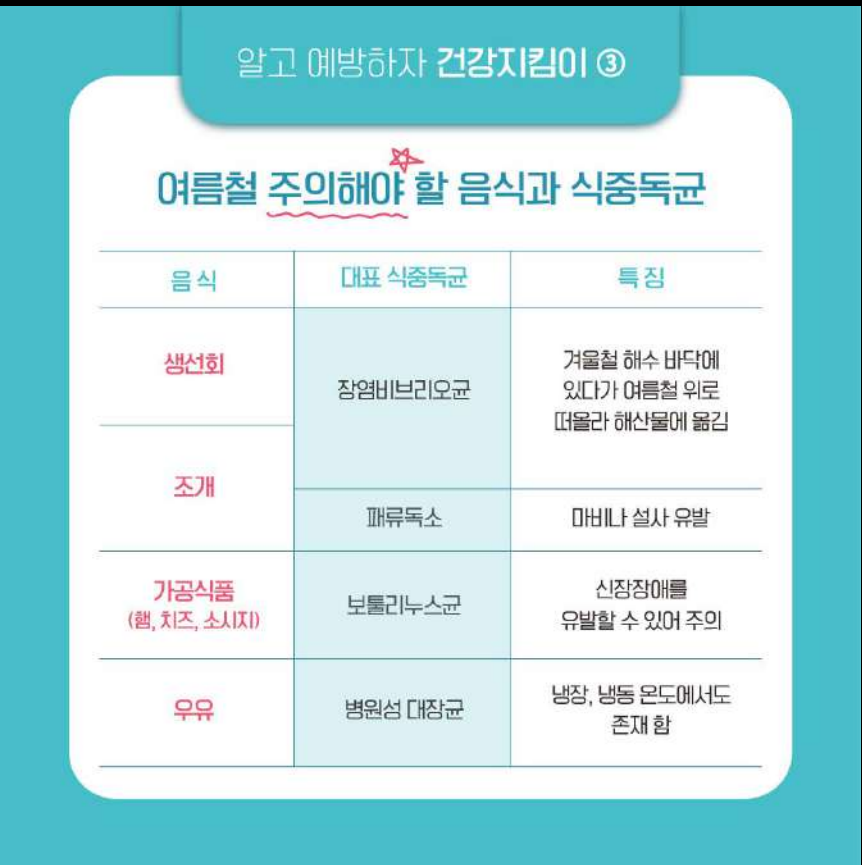 알고 예방하자 건강지킴이 ③
여름철 주의해야 할 음식과 식중독균
음식 대표 식중독균 특징
생선회
장염비브리오균
겨울철 해수 바닥에
있다가 여름철 위로
떠올라 해산물에 옮김
조개
패류독소
마비나 설사 유발
가공식품
(햄, 치즈, 소시지)
보툴리누스균
신장장애를
유발할 수 있어 주의
우유
병원성 대장균
냉장, 냉동 온도에서도
존재 함